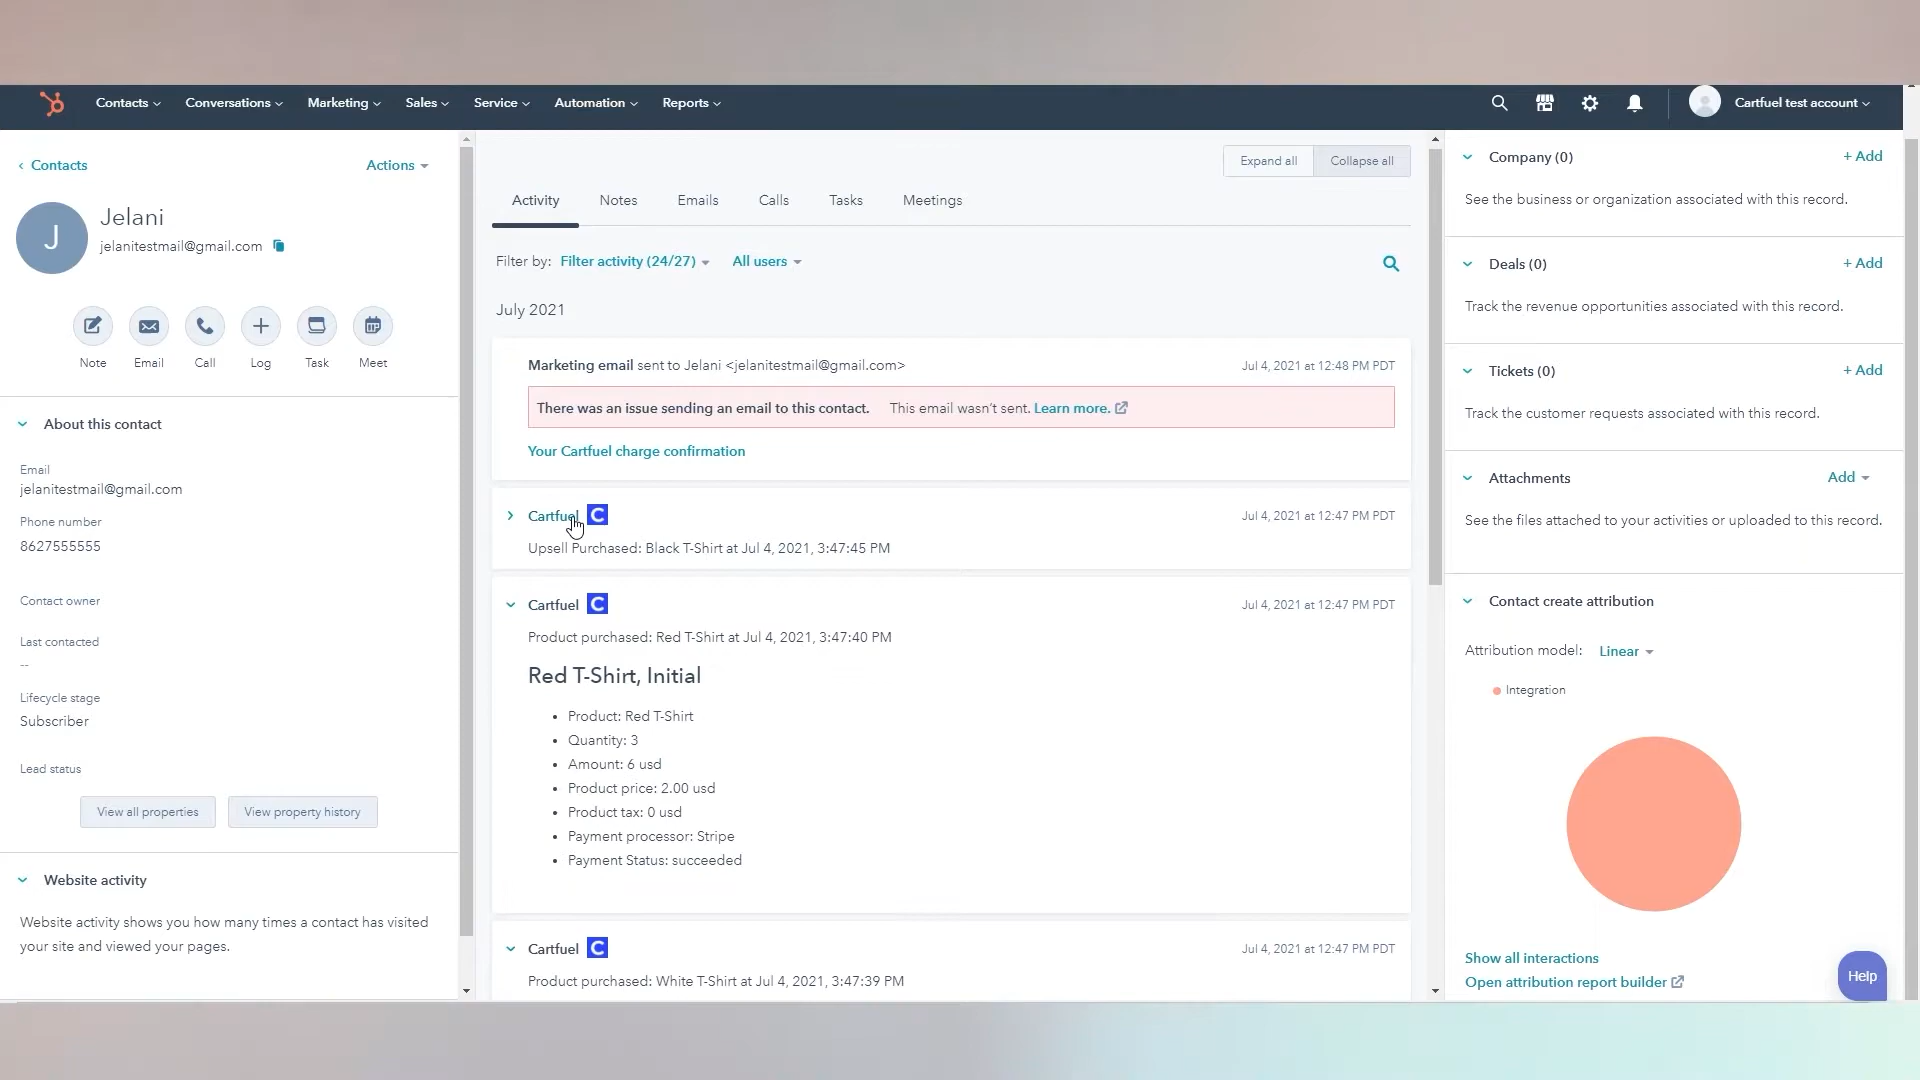 Contacts
Conversations
Marketing
Sales
Service
Automation
Reports
Cartfuel test account
‹ Contacts
Actions
J
Jelani
jelanitestmail@gmail.com
Note
Email
Call
Log
Task
Meet
About this contact
Email
jelanitestmail@gmail.com
Phone number
8627555555
Contact owner
Last contacted
--
Lifecycle stage
Subscriber
Lead status
View all properties
View property history
Website activity
Website activity shows you how many times a contact has visited
your site and viewed your pages.
Expand all
Collapse all
Activity
Notes
Emails
Calls
Tasks
Meetings
Filter by: Filter activity (24/27)
All users
July 2021
Marketing email sent to Jelani <jelanitestmail@gmail.com>
Jul 4, 2021 at 12:48 PM PDT
There was an issue sending an email to this contact. This email wasn't sent. Learn more.
Your Cartfuel charge confirmation
Cartfuel C
Jul 4, 2021 at 12:47 PM PDT
Upsell Purchased: Black T-Shirt at Jul 4, 2021, 3:47:45 PM
Cartfuel C
Jul 4, 2021 at 12:47 PM PDT
Product purchased: Red T-Shirt at Jul 4, 2021, 3:47:40 PM
Red T-Shirt, Initial
• Product: Red T-Shirt
• Quantity: 3
• Amount: 6 usd
• Product price: 2.00 usd
• Product tax: 0 usd
• Payment processor: Stripe
• Payment Status: succeeded
Cartfuel C
Jul 4, 2021 at 12:47 PM PDT
Product purchased: White T-Shirt at Jul 4, 2021, 3:47:39 PM
Company (0)
+ Add
See the business or organization associated with this record.
Deals (0)
+ Add
Track the revenue opportunities associated with this record.
Tickets (0)
+ Add
Track the customer requests associated with this record.
Attachments
Add
See the files attached to your activities or uploaded to this record.
Contact create attribution
Attribution model: Linear
Integration
Show all interactions
Open attribution report builder
Help